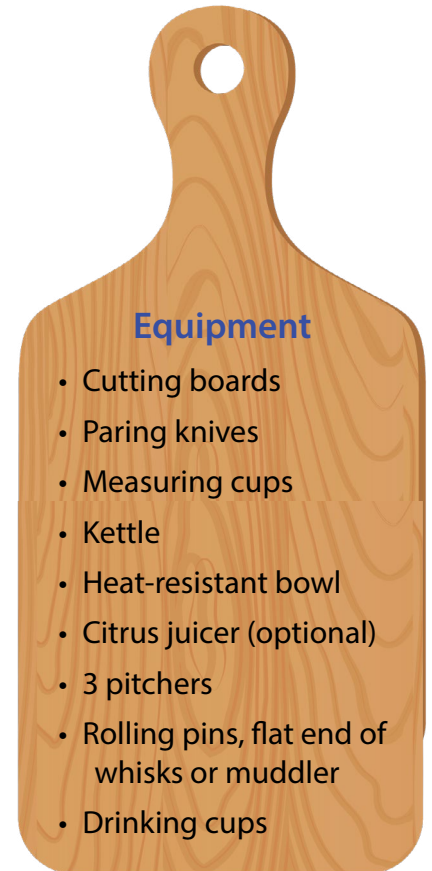 Equipment
• Cutting boards
• Paring knives
• Measuring cups
• Kettle
• Heat-resistant bowl
• Citrus juicer (optional)
• 3 pitchers
• Rolling pins, flat end of
whisks or muddler
• Drinking cups